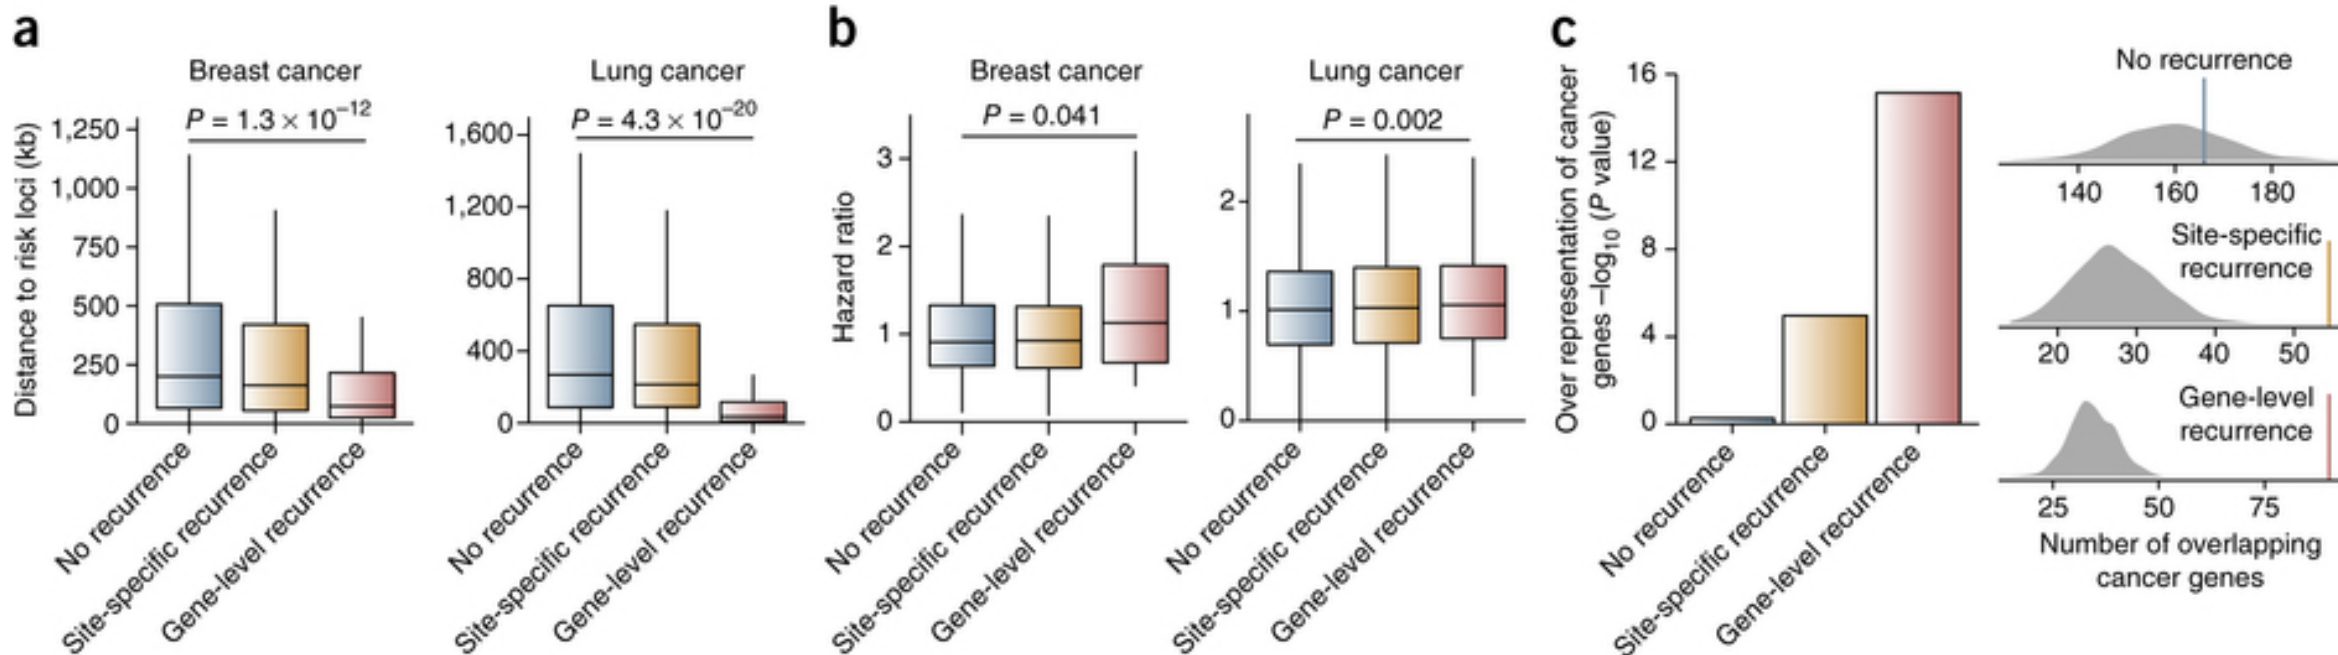 a
Breast cancer
P = 1.3 × 10⁻¹²
Distance to risk loci (kb)
1,250
1,000
750
500
250
0
No recurrence
Site-specific recurrence
Gene-level recurrence
Lung cancer
P = 4.3 × 10⁻²⁰
1,600
1,200
800
400
0
No recurrence
Site-specific recurrence
Gene-level recurrence
b
Breast cancer
P = 0.041
Hazard ratio
3
2
1
0
No recurrence
Site-specific recurrence
Gene-level recurrence
Lung cancer
P = 0.002
2
1
0
No recurrence
Site-specific recurrence
Gene-level recurrence
c
Over representation of cancer
genes –log₁₀ (P value)
16
12
8
4
0
No recurrence
Site-specific recurrence
Gene-level recurrence
No recurrence
140 160 180
Site-specific
recurrence
20 30 40 50
Gene-level
recurrence
25 50 75
Number of overlapping
cancer genes